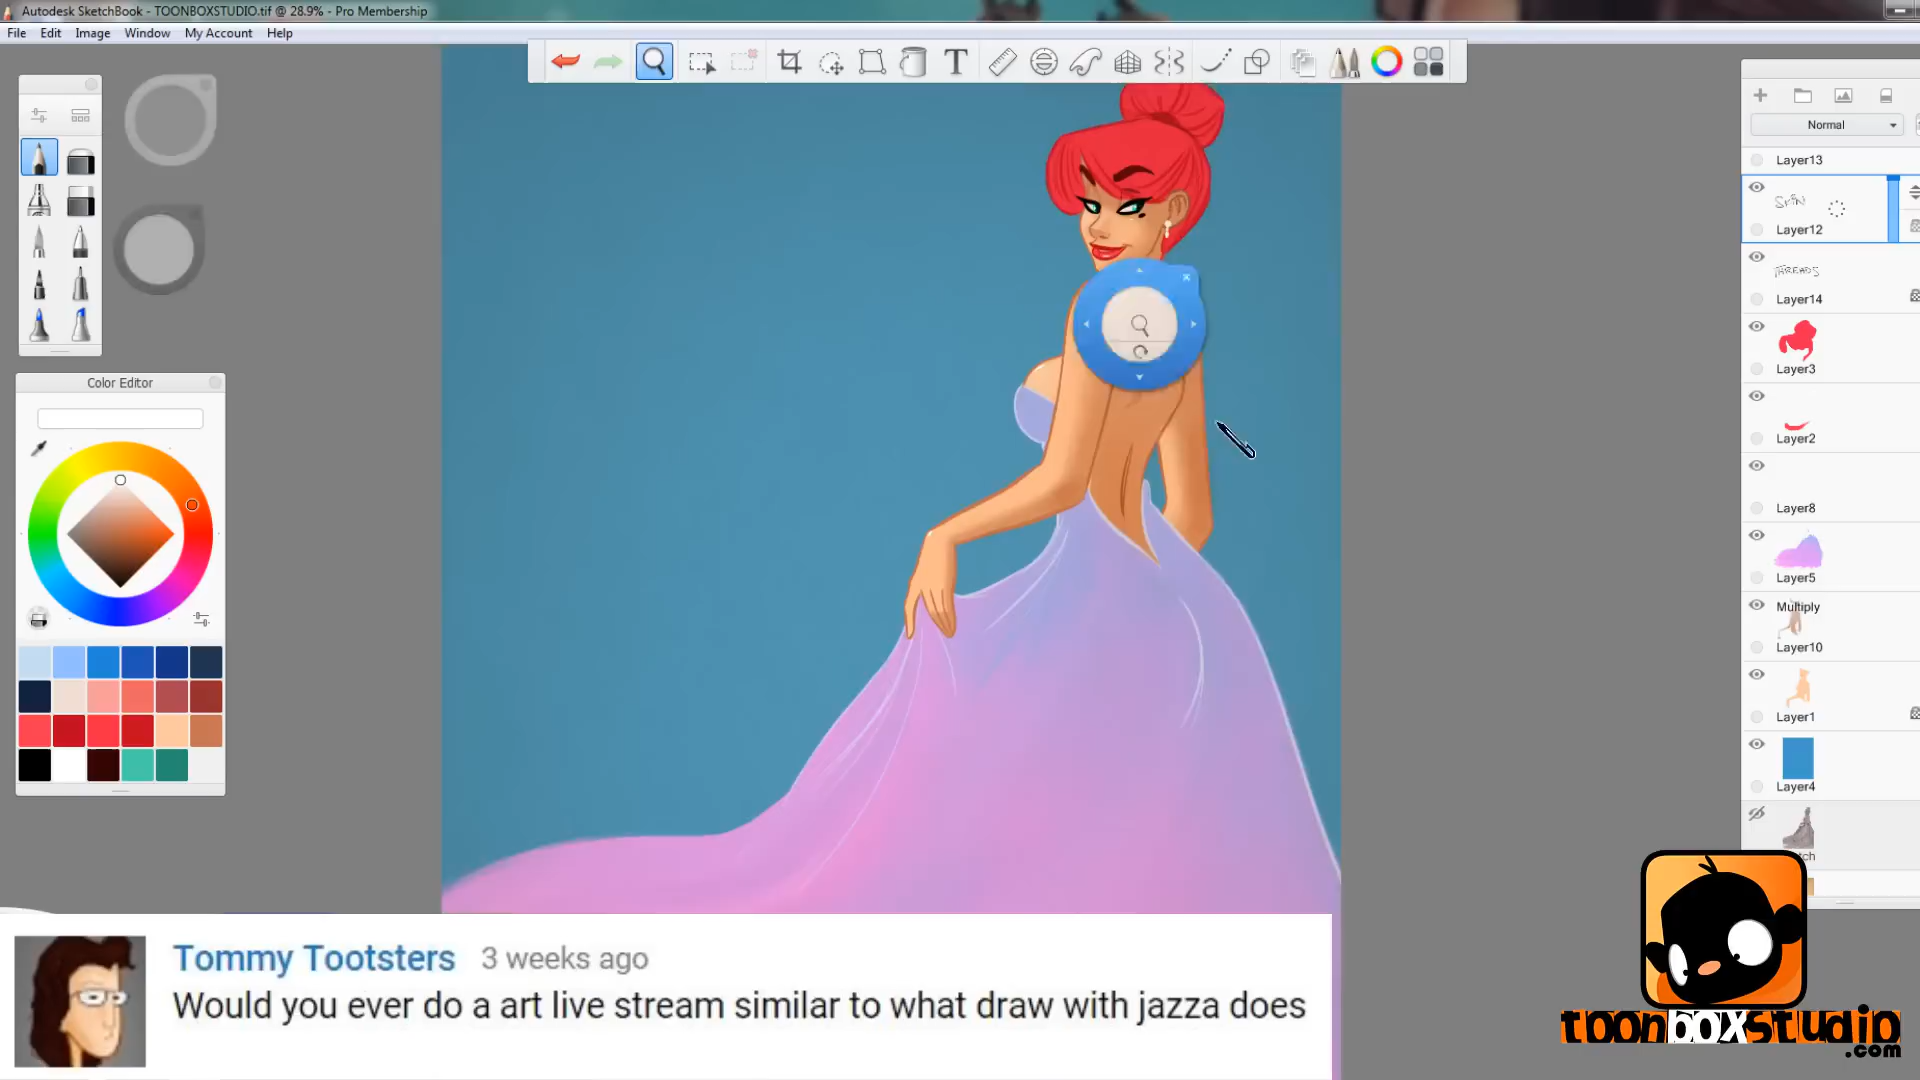 Autodesk SketchBook - TOONBOXSTUDIO.tif @ 28.9% - Pro Membership
File Edit Image Window My Account Help
T
Normal
Layer13
SKIN
Layer12
THREADS
Layer14
Layer3
Layer2
Layer8
Layer5
Multiply
Layer10
Layer1
Layer4
Color Editor
Tommy Tootsters 3 weeks ago
Would you ever do a art live stream similar to what draw with jazza does
toonboxstudio
.com